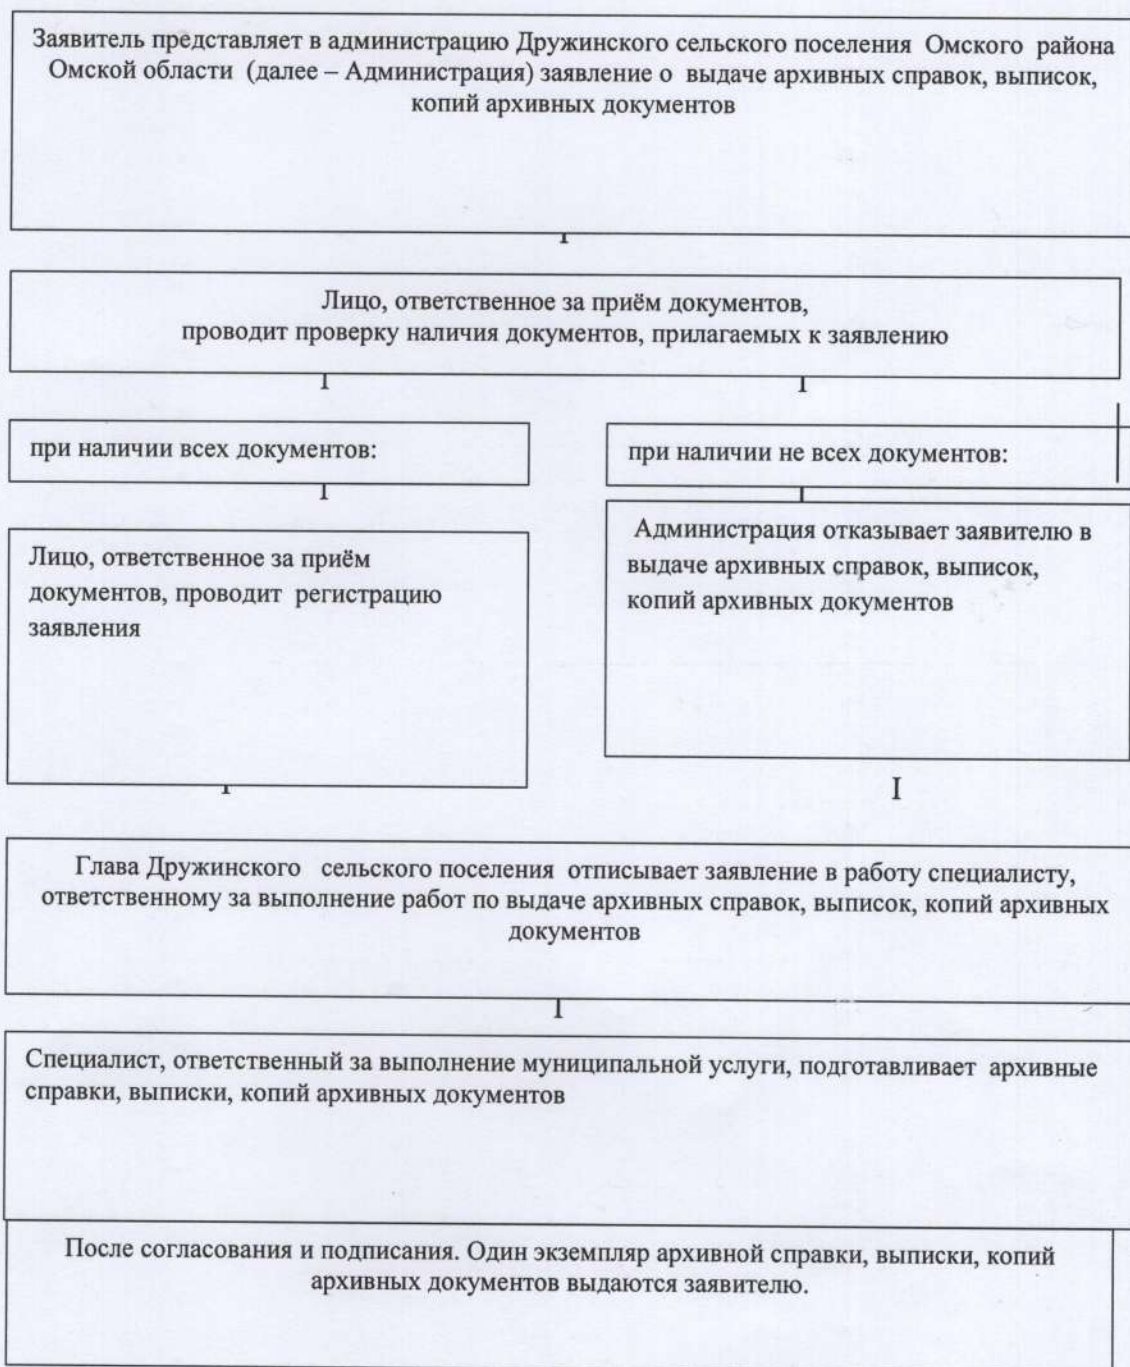 Заявитель представляет в администрацию Дружинского сельского поселения Омского района
Омской области (далее – Администрация) заявление о выдаче архивных справок, выписок,
копий архивных документов
I
Лицо, ответственное за приём документов,
проводит проверку наличия документов, прилагаемых к заявлению
I I
при наличии всех документов:
при наличии не всех документов:
I I
Лицо, ответственное за приём
документов, проводит регистрацию
заявления
Администрация отказывает заявителю в
выдаче архивных справок, выписок,
копий архивных документов
I I
Глава Дружинского сельского поселения отписывает заявление в работу специалисту,
ответственному за выполнение работ по выдаче архивных справок, выписок, копий архивных
документов
I
Специалист, ответственный за выполнение муниципальной услуги, подготавливает архивные
справки, выписки, копий архивных документов
После согласования и подписания. Один экземпляр архивной справки, выписки, копий
архивных документов выдаются заявителю.